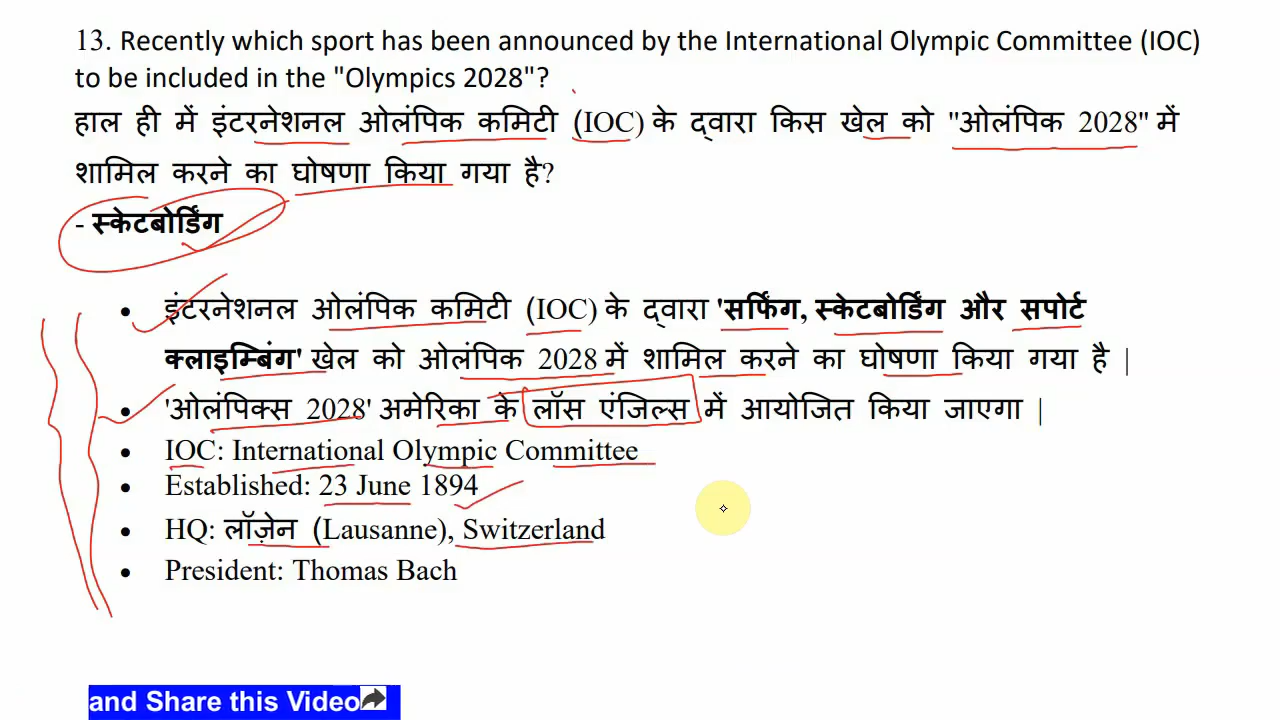 13. Recently which sport has been announced by the International Olympic Committee (IOC)
to be included in the "Olympics 2028"?
हाल ही में इंटरनेशनल ओलंपिक कमिटी (IOC) के द्वारा किस खेल को "ओलंपिक 2028" में
शामिल करने का घोषणा किया गया है?
- स्केटबोर्डिंग
• इंटरनेशनल ओलंपिक कमिटी (IOC) के द्वारा 'सर्फिंग, स्केटबोर्डिंग और सपोर्ट
क्लाइम्बिंग' खेल को ओलंपिक 2028 में शामिल करने का घोषणा किया गया है |
• 'ओलंपिक्स 2028' अमेरिका के लॉस एंजिल्स में आयोजित किया जाएगा |
• IOC: International Olympic Committee
• Established: 23 June 1894
• HQ: लॉज़ेन (Lausanne), Switzerland
• President: Thomas Bach
and Share this Video